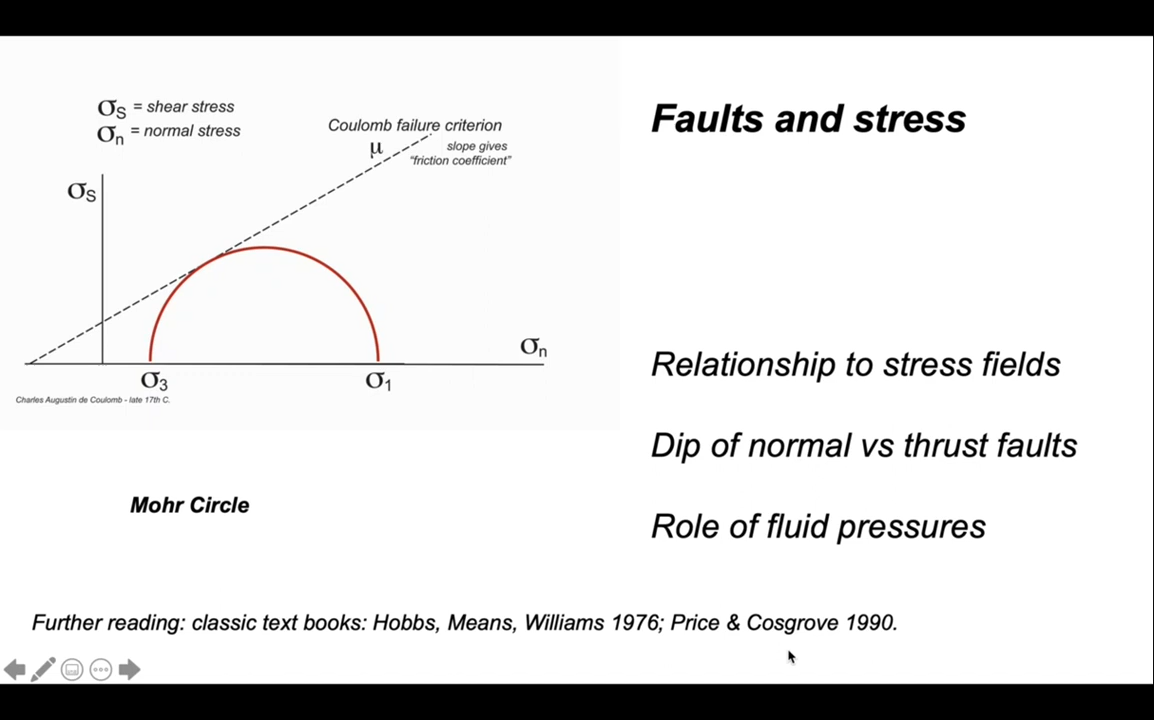 σS = shear stress
σn = normal stress
Coulomb failure criterion
μ
slope gives
"friction coefficient"
σS
σn
σ3
σ1
Charles Augustin de Coulomb - late 17th C.
Mohr Circle
Faults and stress
Relationship to stress fields
Dip of normal vs thrust faults
Role of fluid pressures
Further reading: classic text books: Hobbs, Means, Williams 1976; Price & Cosgrove 1990.